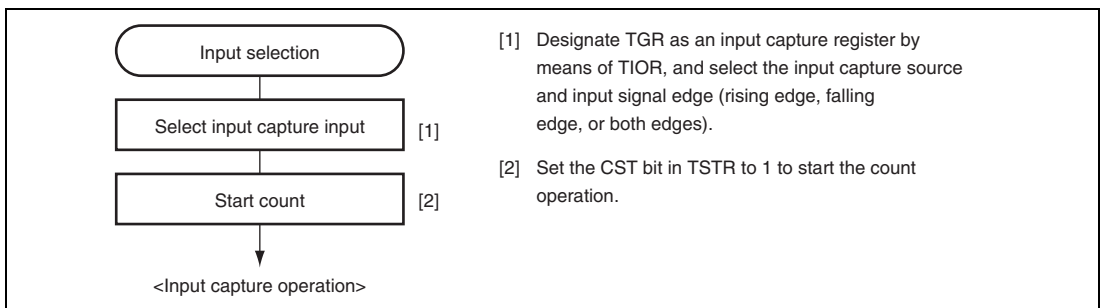 Input selection
Select input capture input
[1]
Start count
[2]
<Input capture operation>
[1] Designate TGR as an input capture register by
means of TIOR, and select the input capture source
and input signal edge (rising edge, falling
edge, or both edges).
[2] Set the CST bit in TSTR to 1 to start the count
operation.